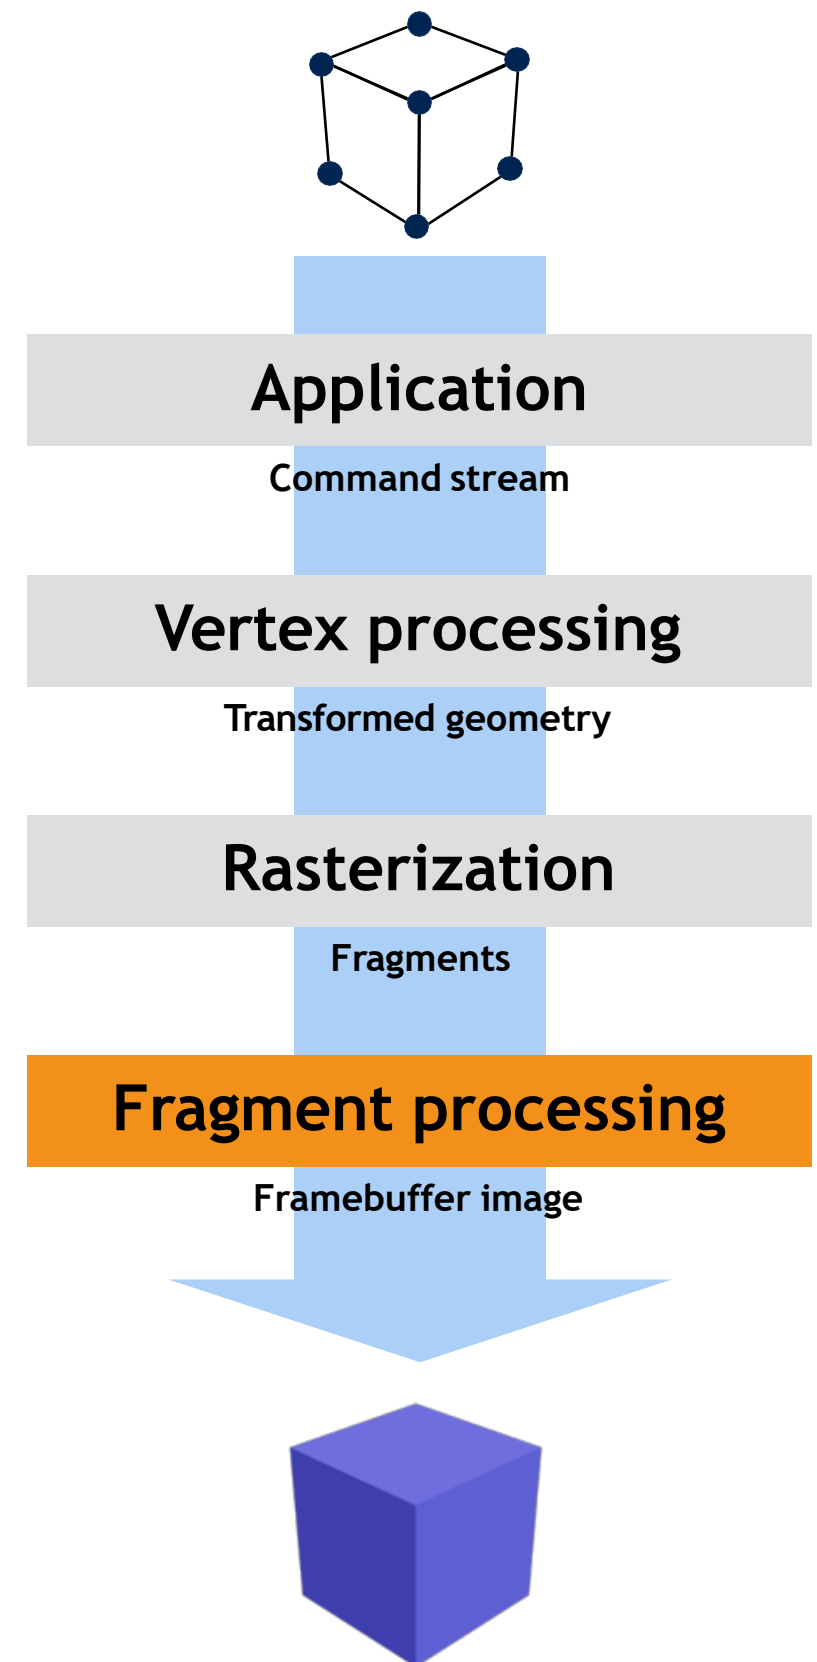 Application
Command stream
Vertex processing
Transformed geometry
Rasterization
Fragments
Fragment processing
Framebuffer image